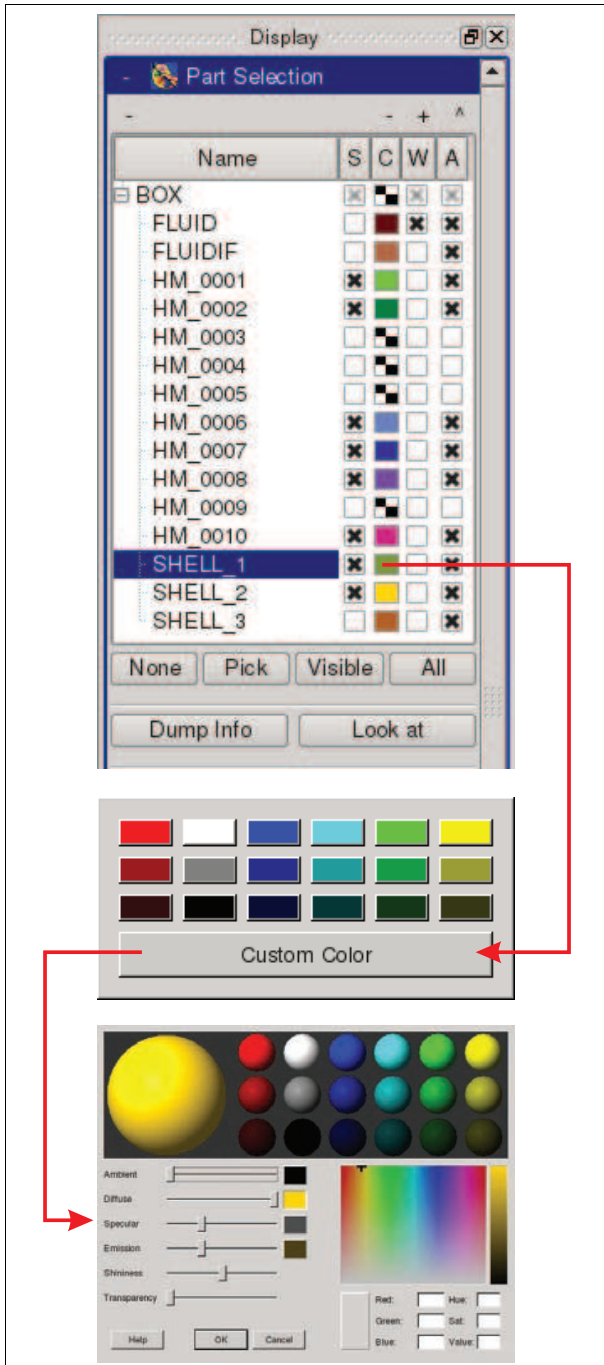 Display
- Part Selection
- - + ^
Name S C W A
BOX
FLUID
FLUIDIF
HM_0001
HM_0002
HM_0003
HM_0004
HM_0005
HM_0006
HM_0007
HM_0008
HM_0009
HM_0010
SHELL_1
SHELL_2
SHELL_3
None Pick Visible All
Dump Info Look at
Custom Color
Ambient
Diffuse
Specular
Emission
Shininess
Transparency
Red: Hue:
Green: Sat:
Blue: Value:
Help OK Cancel